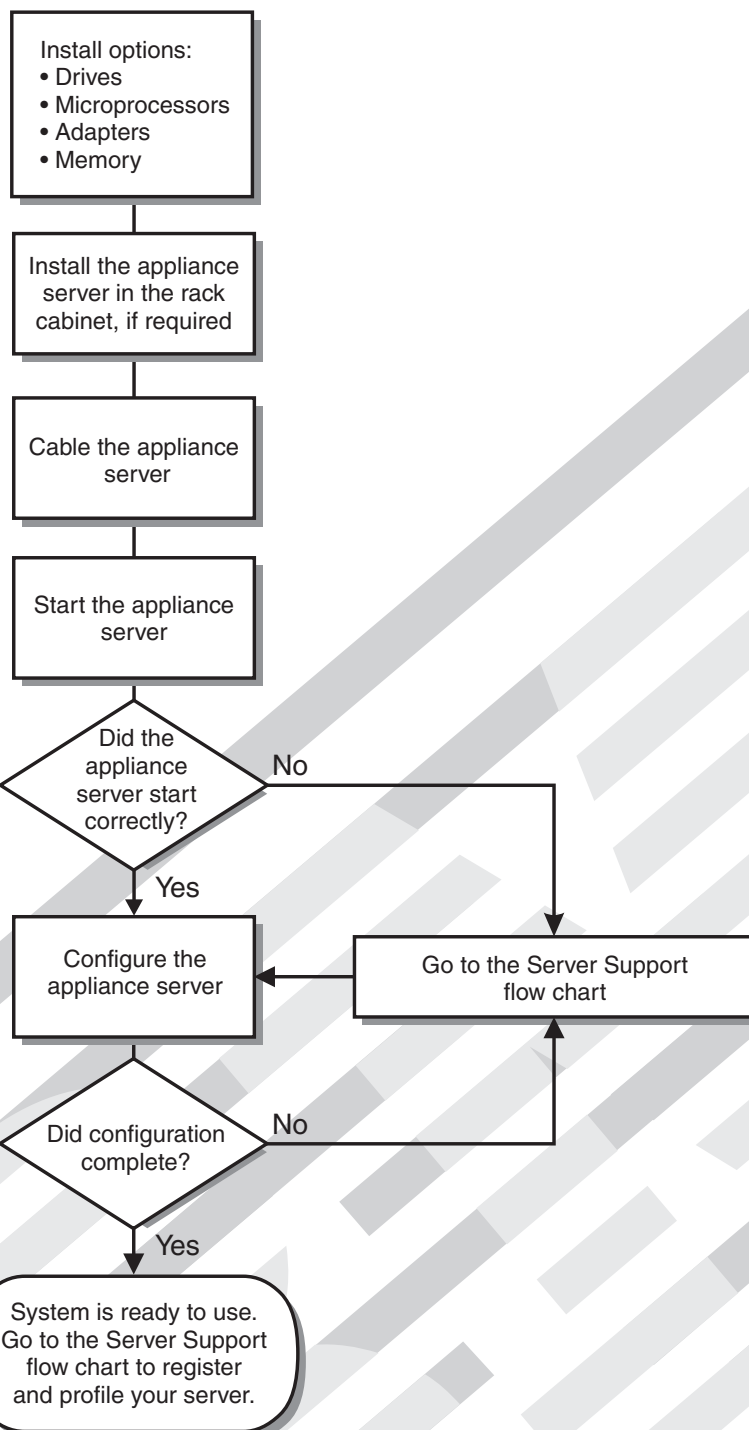 Install options:
• Drives
• Microprocessors
• Adapters
• Memory
Install the appliance
server in the rack
cabinet, if required
Cable the appliance
server
Start the appliance
server
Did the
appliance
server start
correctly?
No
Yes
Configure the
appliance server
Go to the Server Support
flow chart
Did configuration
complete?
No
Yes
System is ready to use.
Go to the Server Support
flow chart to register
and profile your server.